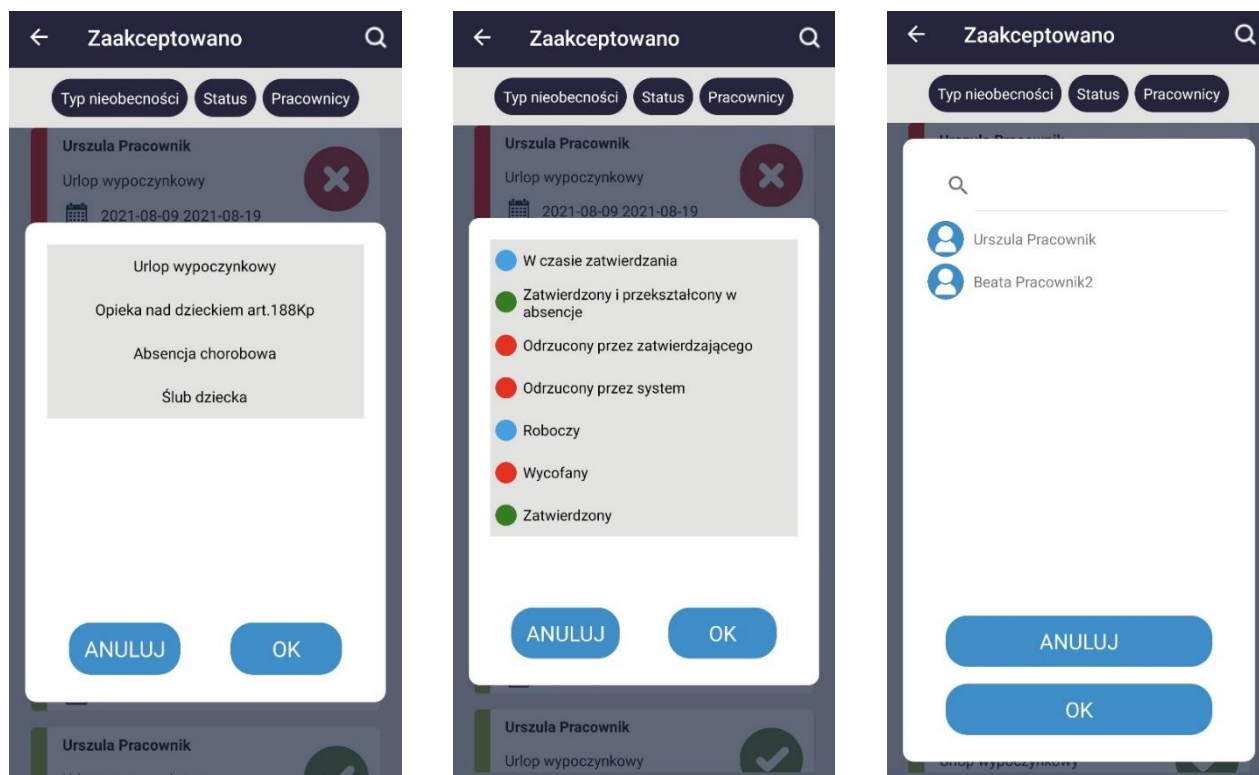 Zaakceptowano
Typ nieobecności Status Pracownicy
Urszula Pracownik
Urlop wypoczynkowy
2021-08-09 2021-08-19
Urlop wypoczynkowy
Opieka nad dzieckiem art.188Kp
Absencja chorobowa
Ślub dziecka
ANULUJ OK
Urszula Pracownik
Zaakceptowano
Typ nieobecności Status Pracownicy
Urszula Pracownik
Urlop wypoczynkowy
2021-08-09 2021-08-19
W czasie zatwierdzania
Zatwierdzony i przekształcony w
absencje
Odrzucony przez zatwierdzającego
Odrzucony przez system
Roboczy
Wycofany
Zatwierdzony
ANULUJ OK
Urszula Pracownik
Urlop wypoczynkowy
Zaakceptowano
Typ nieobecności Status Pracownicy
Urszula Pracownik
Beata Pracownik2
ANULUJ
OK